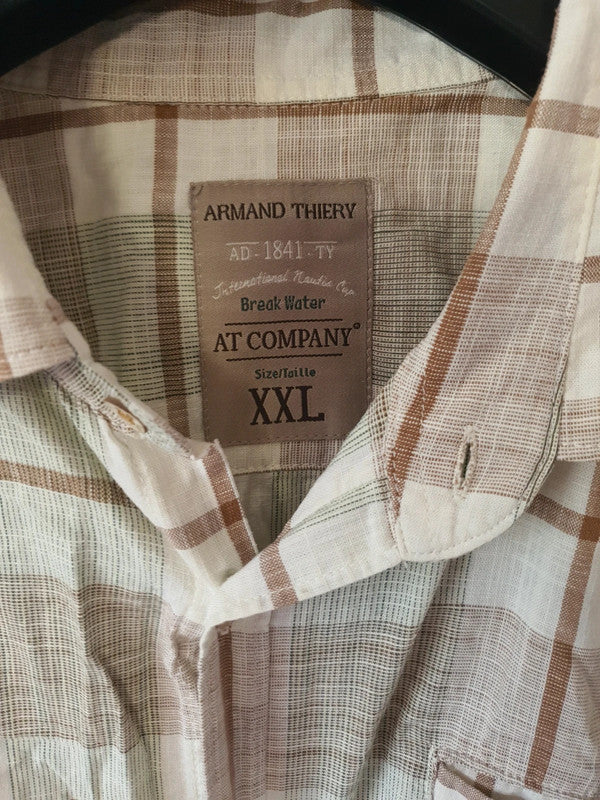 ARMAND THIERY
AD - 1841 - TY
International Nautic Cup
Break Water
AT COMPANY®
Size/Taille
XXL